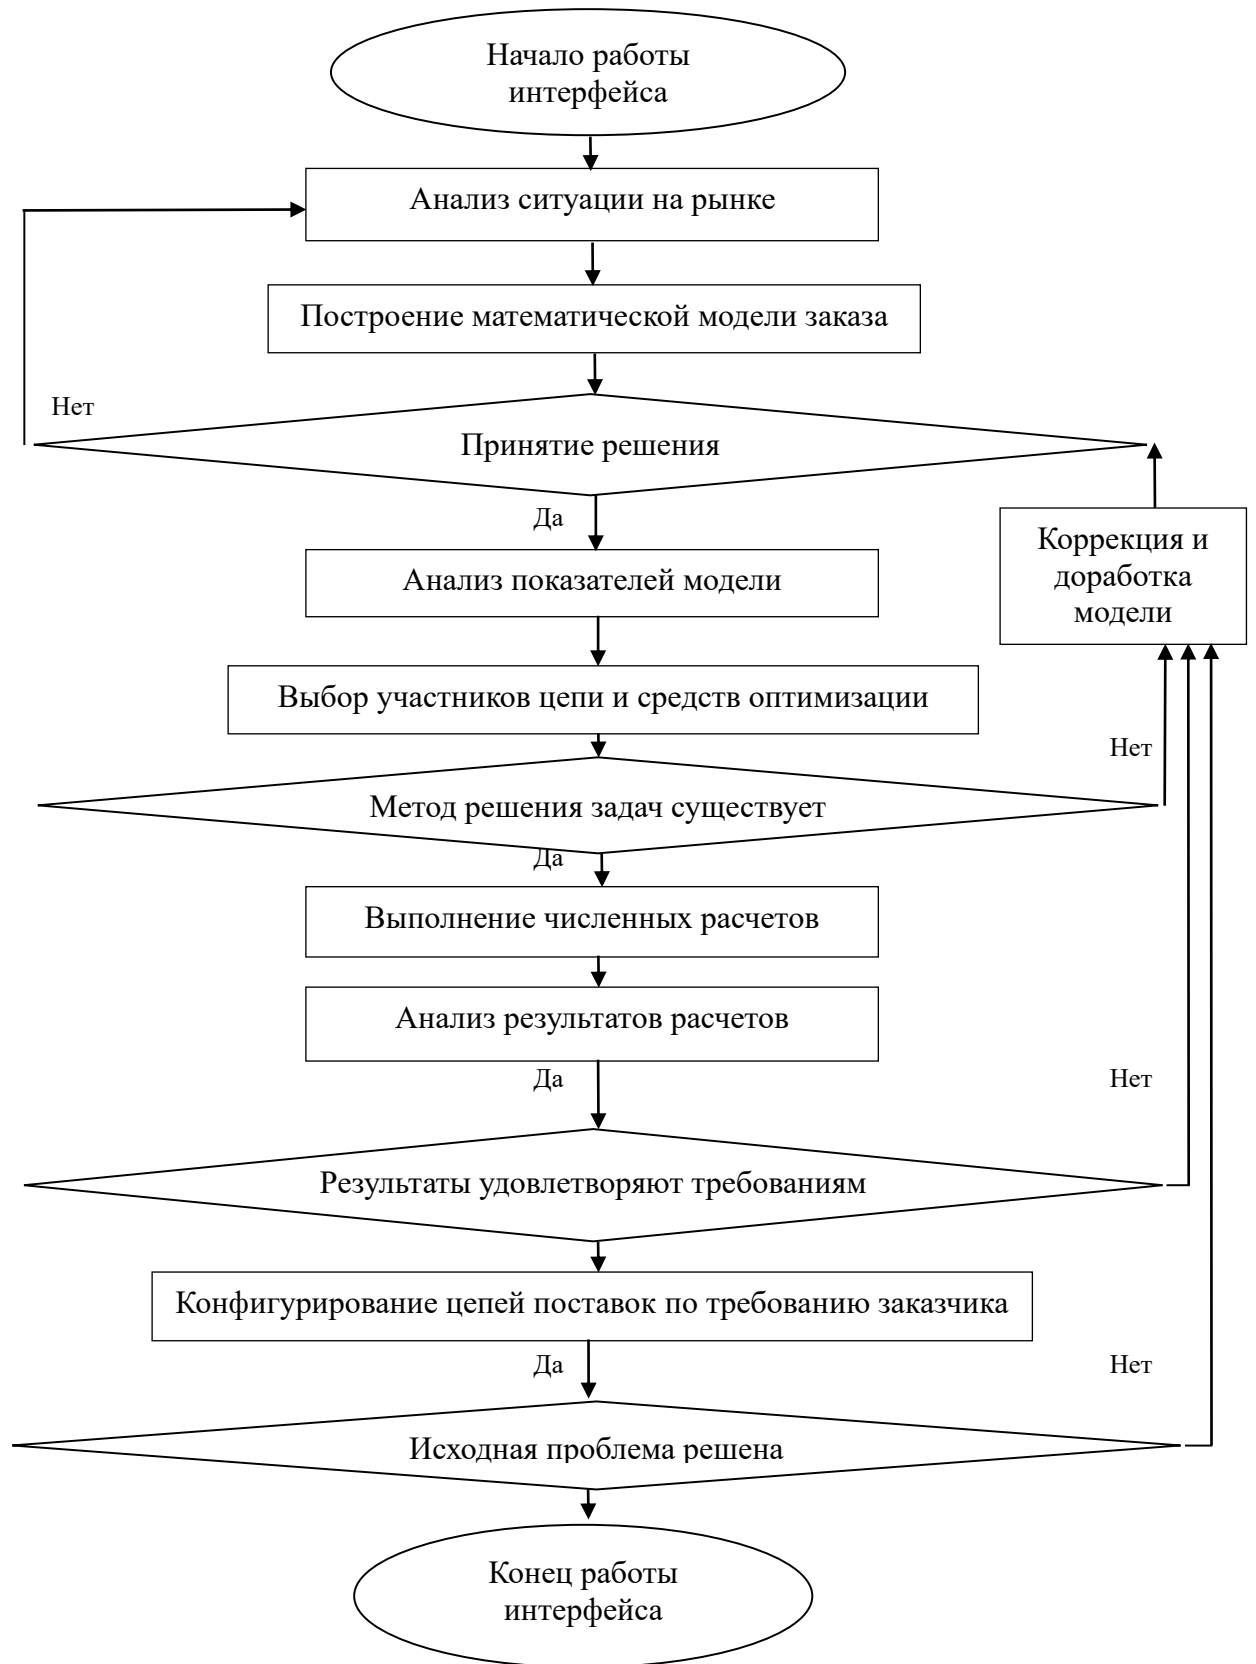 Начало работы
интерфейса
Анализ ситуации на рынке
Построение математической модели заказа
Нет
Принятие решения
Да
Коррекция и
доработка
модели
Анализ показателей модели
Выбор участников цепи и средств оптимизации
Нет
Метод решения задач существует
Да
Выполнение численных расчетов
Анализ результатов расчетов
Да
Нет
Результаты удовлетворяют требованиям
Конфигурирование цепей поставок по требованию заказчика
Да
Нет
Исходная проблема решена
Конец работы
интерфейса